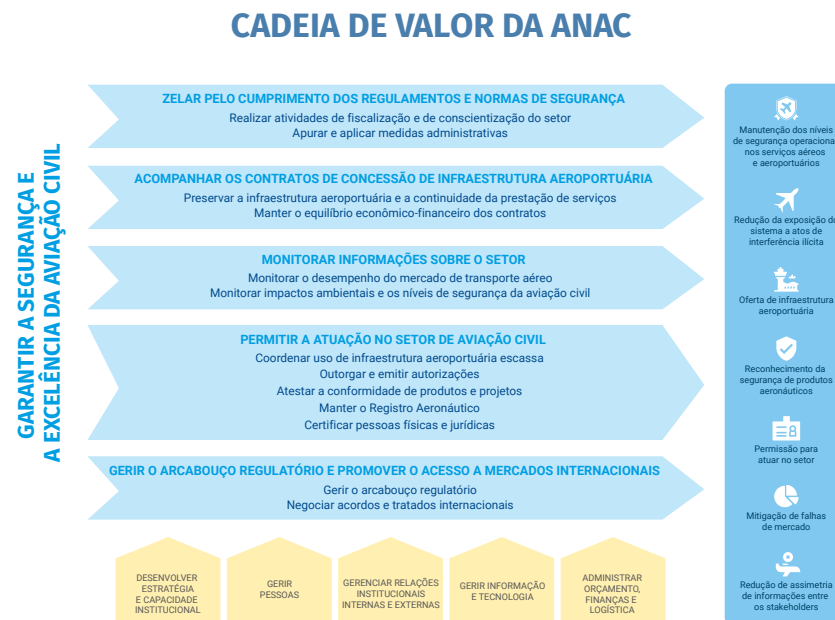 CADEIA DE VALOR DA ANAC
GARANTIR A SEGURANÇA E
A EXCELÊNCIA DA AVIAÇÃO CIVIL
ZELAR PELO CUMPRIMENTO DOS REGULAMENTOS E NORMAS DE SEGURANÇA
Realizar atividades de fiscalização e de conscientização do setor
Apurar e aplicar medidas administrativas
ACOMPANHAR OS CONTRATOS DE CONCESSÃO DE INFRAESTRUTURA AEROPORTUÁRIA
Preservar a infraestrutura aeroportuária e a continuidade da prestação de serviços
Manter o equilíbrio econômico-financeiro dos contratos
MONITORAR INFORMAÇÕES SOBRE O SETOR
Monitorar o desempenho do mercado de transporte aéreo
Monitorar impactos ambientais e os níveis de segurança da aviação civil
PERMITIR A ATUAÇÃO NO SETOR DE AVIAÇÃO CIVIL
Coordenar uso de infraestrutura aeroportuária escassa
Outorgar e emitir autorizações
Atestar a conformidade de produtos e projetos
Manter o Registro Aeronáutico
Certificar pessoas físicas e jurídicas
GERIR O ARCABOUÇO REGULATÓRIO E PROMOVER O ACESSO A MERCADOS INTERNACIONAIS
Gerir o arcabouço regulatório
Negociar acordos e tratados internacionais
DESENVOLVER
ESTRATÉGIA
E CAPACIDADE
INSTITUCIONAL
GERIR
PESSOAS
GERENCIAR RELAÇÕES
INSTITUCIONAIS
INTERNAS E EXTERNAS
GERIR INFORMAÇÃO
E TECNOLOGIA
ADMINISTRAR
ORÇAMENTO,
FINANÇAS E
LOGÍSTICA
Manutenção dos níveis
de segurança operaciona
nos serviços aéreos
e aeroportuários
Redução da exposição do
sistema a atos de
interferência ilícita
Oferta de infraestrutura
aeroportuária
Reconhecimento da
segurança de produtos
aeronáuticos
Permissão para
atuar no setor
Mitigação de falhas
de mercado
Redução de assimetria
de informações entre
os stakeholders